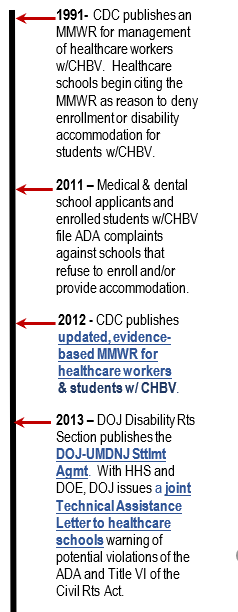 1991- CDC publishes an
MMWR for management
of healthcare workers
w/CHBV. Healthcare
schools begin citing the
MMWR as reason to deny
enrollment or disability
accommodation for
students w/CHBV.
2011 – Medical & dental
school applicants and
enrolled students w/CHBV
file ADA complaints
against schools that
refuse to enroll and/or
provide accommodation.
2012 - CDC publishes
updated, evidence-
based MMWR for
healthcare workers
& students w/ CHBV.
2013 – DOJ Disability Rts
Section publishes the
DOJ-UMDNJ Sttlmt
Agmt. With HHS and
DOE, DOJ issues a joint
Technical Assistance
Letter to healthcare
schools warning of
potential violations of the
ADA and Title VI of the
Civil Rts Act.